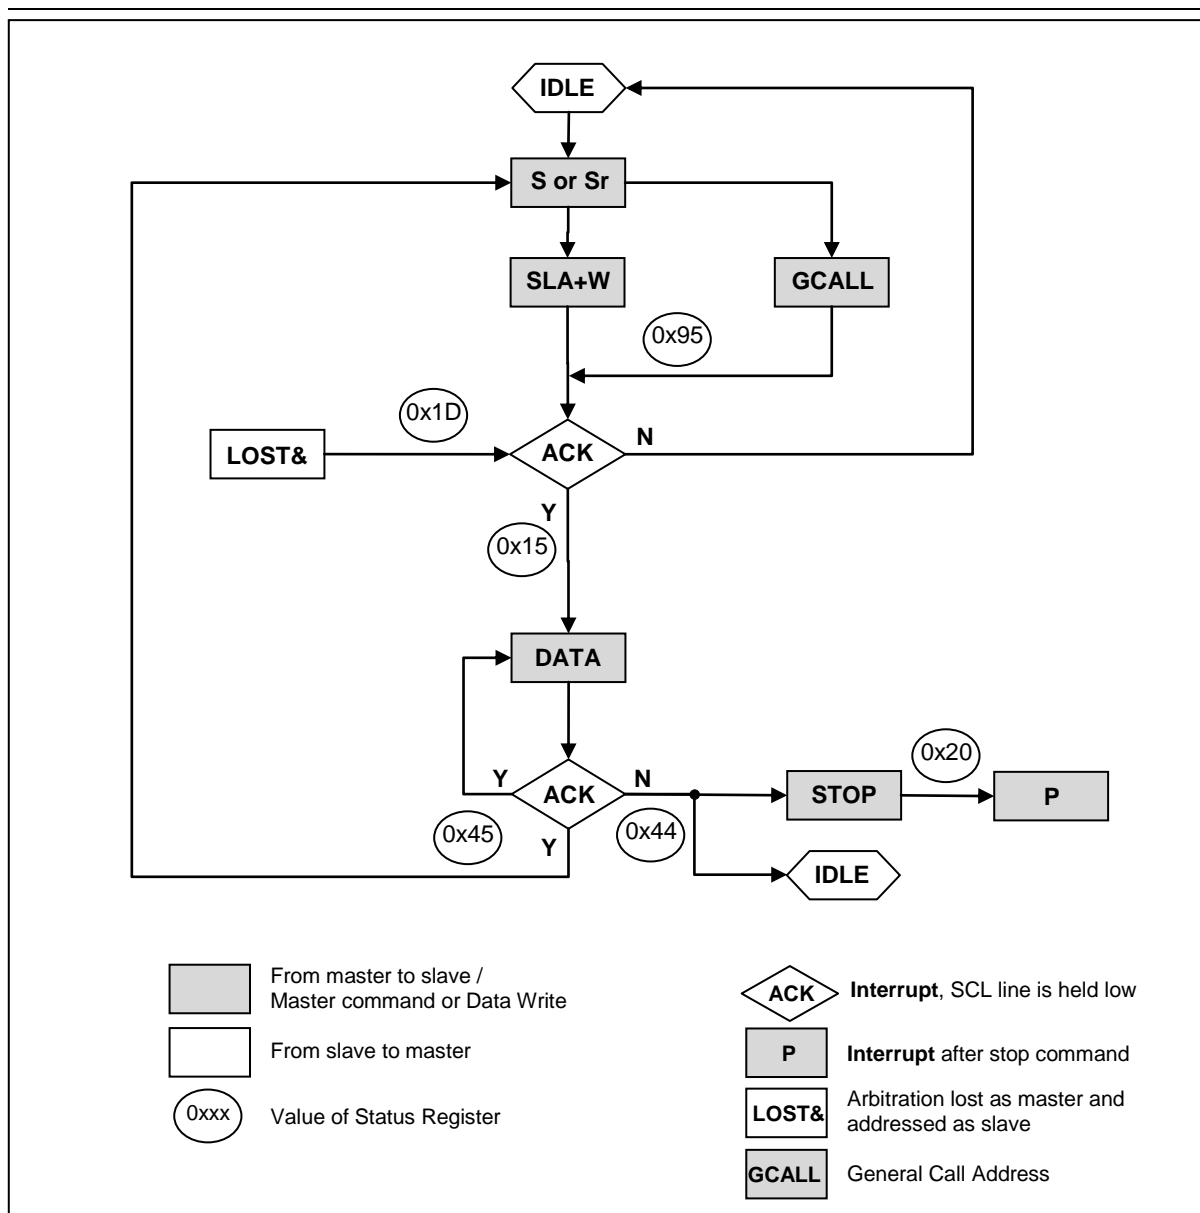 IDLE
S or Sr
SLA+W
GCALL
0x95
0x1D
LOST&
ACK
N
Y
0x15
DATA
Y
ACK
N
0x20
STOP
P
0x45
Y
0x44
IDLE
From master to slave /
Master command or Data Write
From slave to master
0xxx
Value of Status Register
ACK
Interrupt, SCL line is held low
P
Interrupt after stop command
LOST&
Arbitration lost as master and
addressed as slave
GCALL
General Call Address